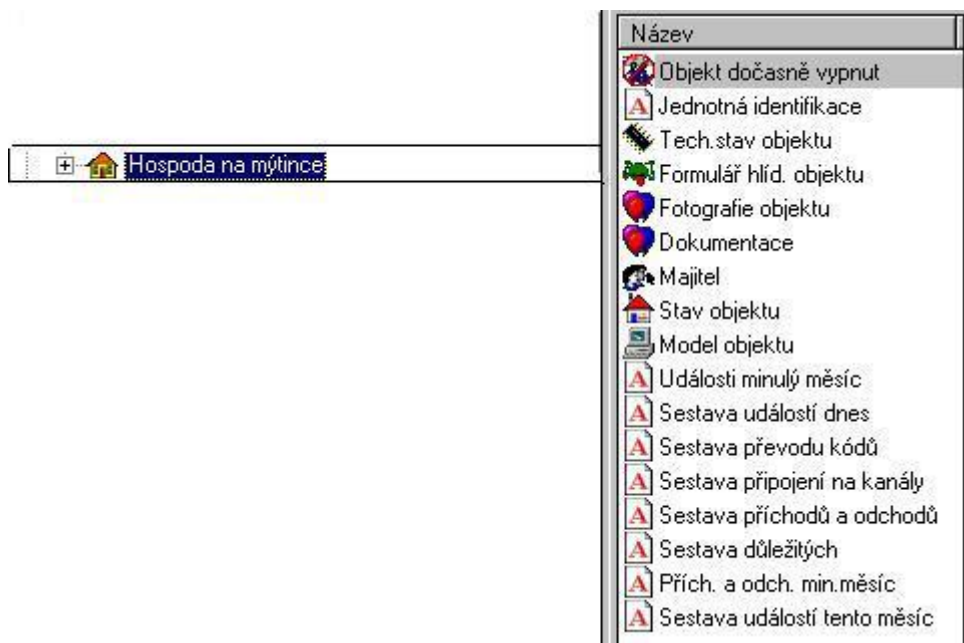 Název
Objekt dočasně vypnut
Jednotná identifikace
Tech.stav objektu
Hospoda na mýtince
Formulář hlíd. objektu
Fotografie objektu
Dokumentace
Majitel
Stav objektu
Model objektu
Události minulý měsíc
Sestava událostí dnes
Sestava převodu kódů
Sestava připojení na kanály
Sestava příchodů a odchodů
Sestava důležitých
Přích. a odch. min.měsíc
Sestava událostí tento měsíc